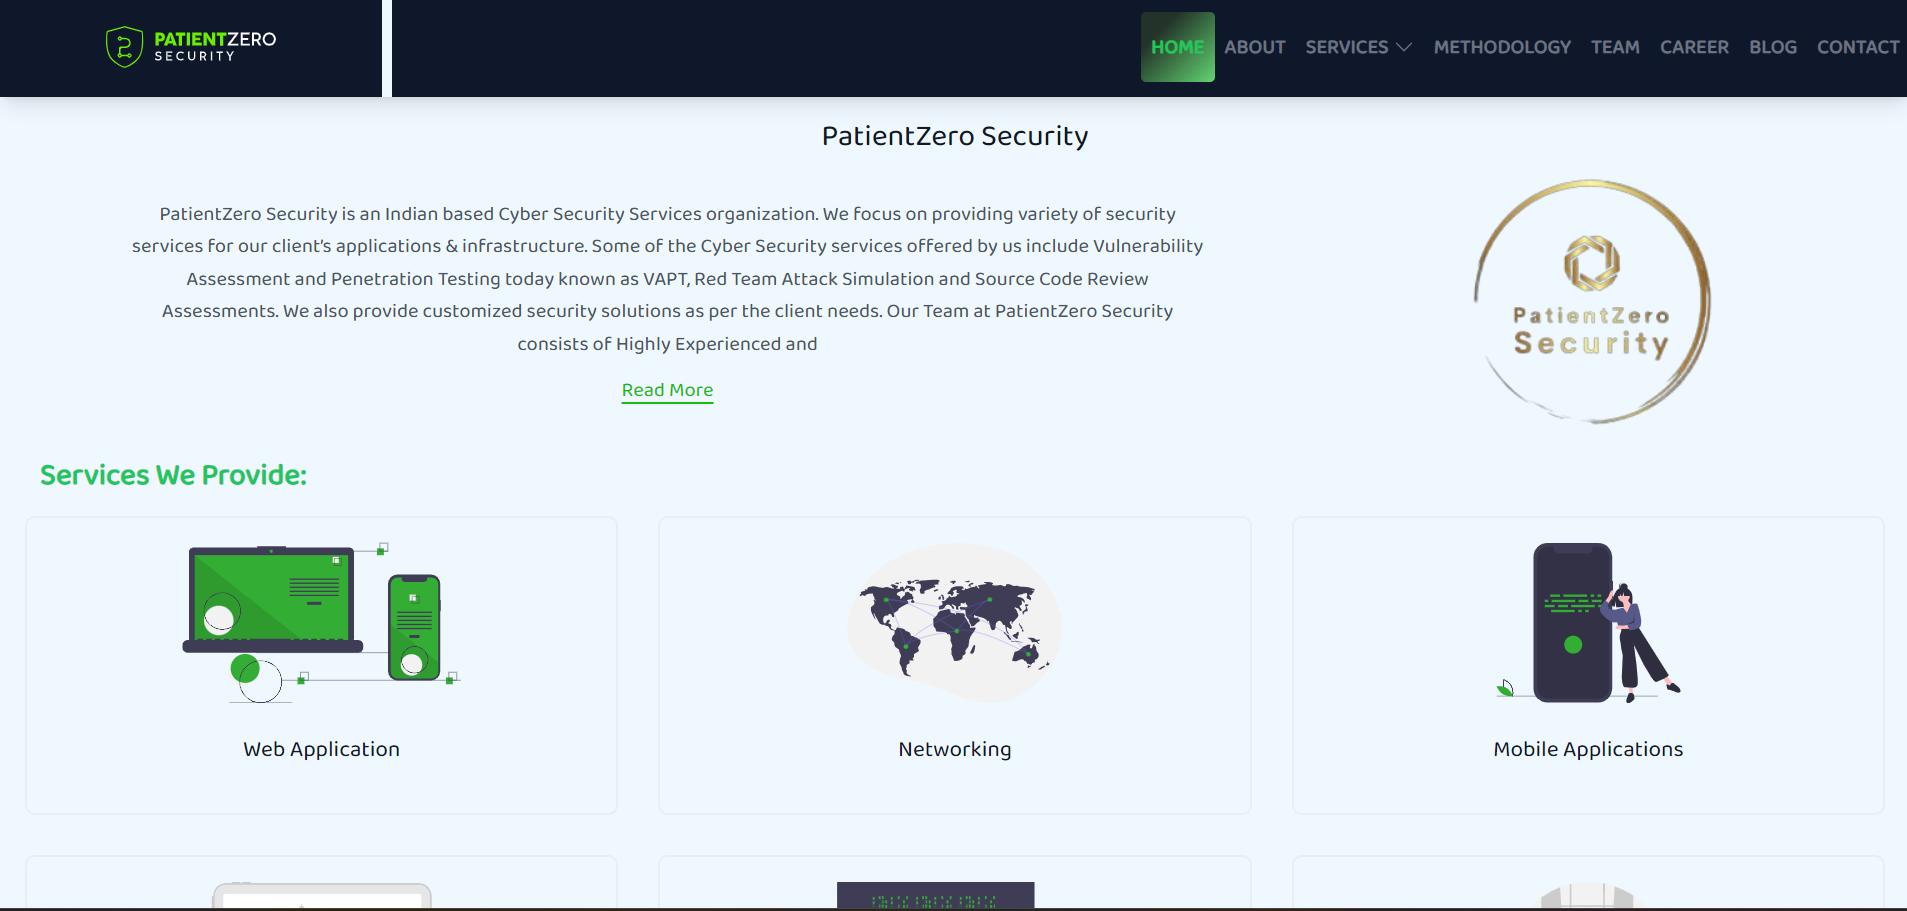 PATIENTZERO
SECURITY
HOME ABOUT SERVICES METHODOLOGY TEAM CAREER BLOG CONTACT
PatientZero Security
PatientZero Security is an Indian based Cyber Security Services organization. We focus on providing variety of security
services for our client's applications & infrastructure. Some of the Cyber Security services offered by us include Vulnerability
Assessment and Penetration Testing today known as VAPT, Red Team Attack Simulation and Source Code Review
Assessments. We also provide customized security solutions as per the client needs. Our Team at PatientZero Security
consists of Highly Experienced and
Read More
PatientZero
Security
Services We Provide:
Web Application
Networking
Mobile Applications